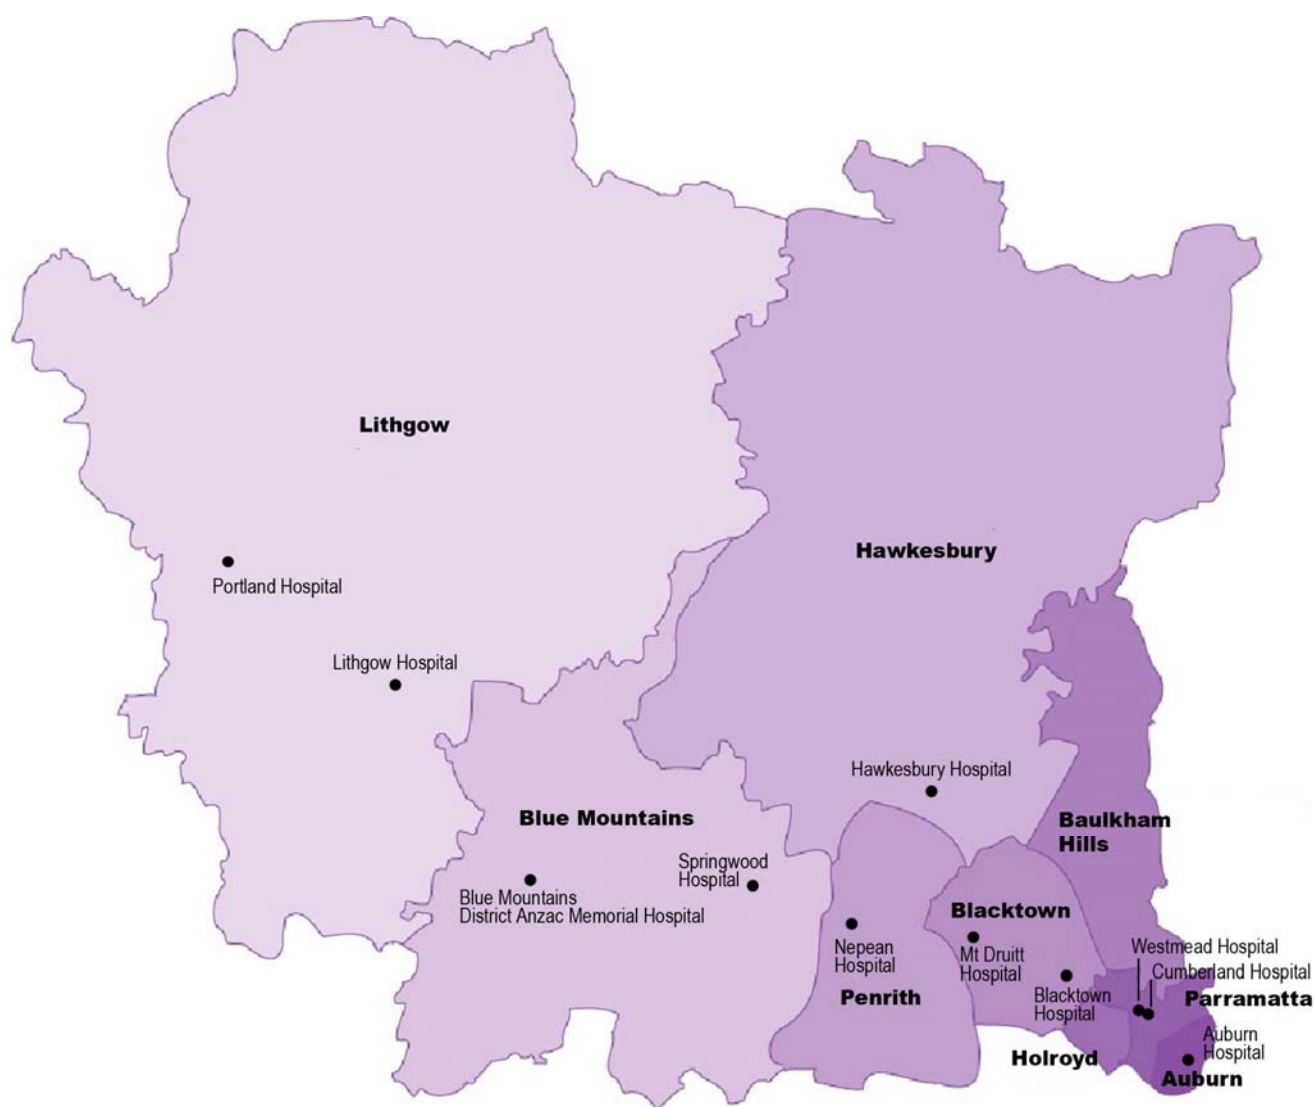 Lithgow
Hawkesbury
Portland Hospital
Lithgow Hospital
Hawkesbury Hospital
Blue Mountains
Baulkham
Hills
Springwood
Hospital
Blue Mountains
District Anzac Memorial Hospital
Blacktown
Nepean
Hospital
Mt Druitt
Hospital
Westmead Hospital
Cumberland Hospital
Penrith
Blacktown
Hospital
Parramatta
Holroyd
Auburn
Hospital
Auburn